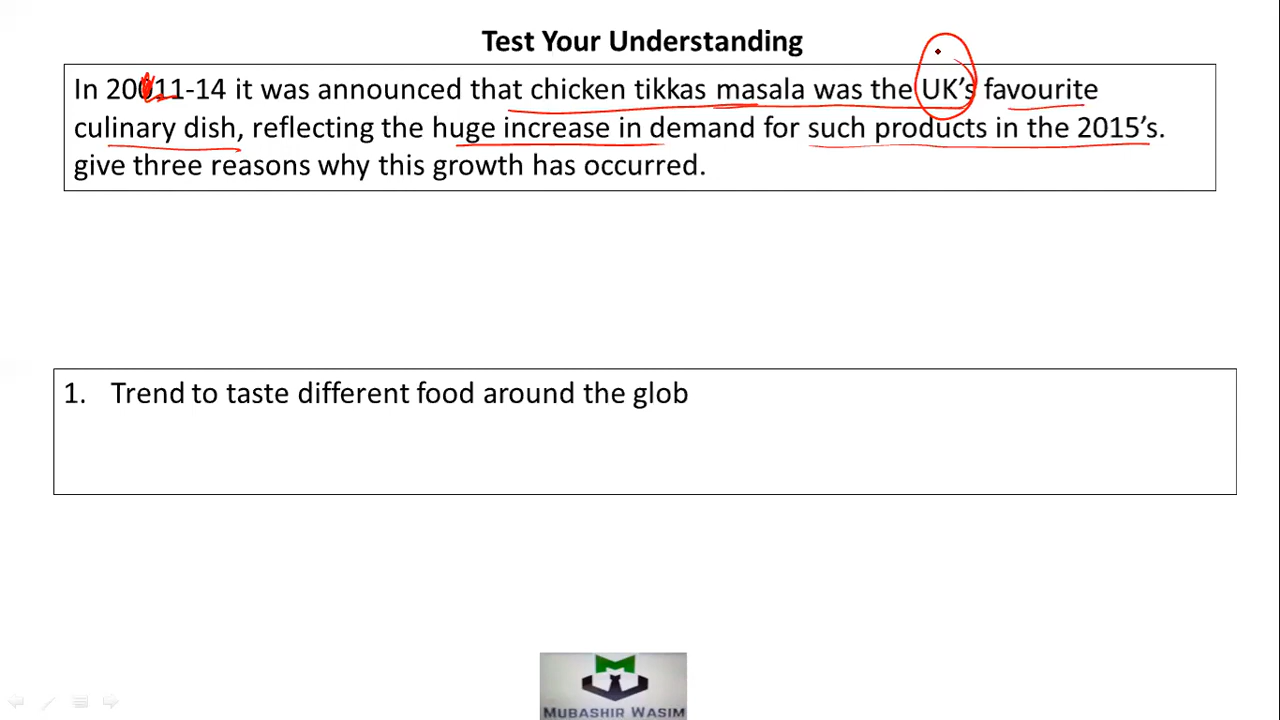 Test Your Understanding
In 20011-14 it was announced that chicken tikkas masala was the UK's favourite
culinary dish, reflecting the huge increase in demand for such products in the 2015's.
give three reasons why this growth has occurred.
1. Trend to taste different food around the glob
MUBASHIR WASIM